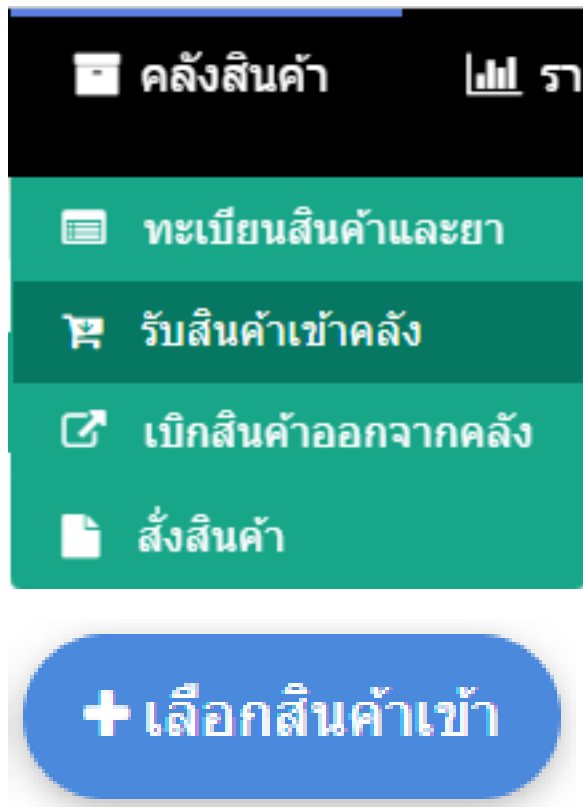 คลังสินค้า รา
ทะเบียนสินค้าและยา
รับสินค้าเข้าคลัง
เบิกสินค้าออกจากคลัง
สั่งสินค้า
+ เลือกสินค้าเข้า